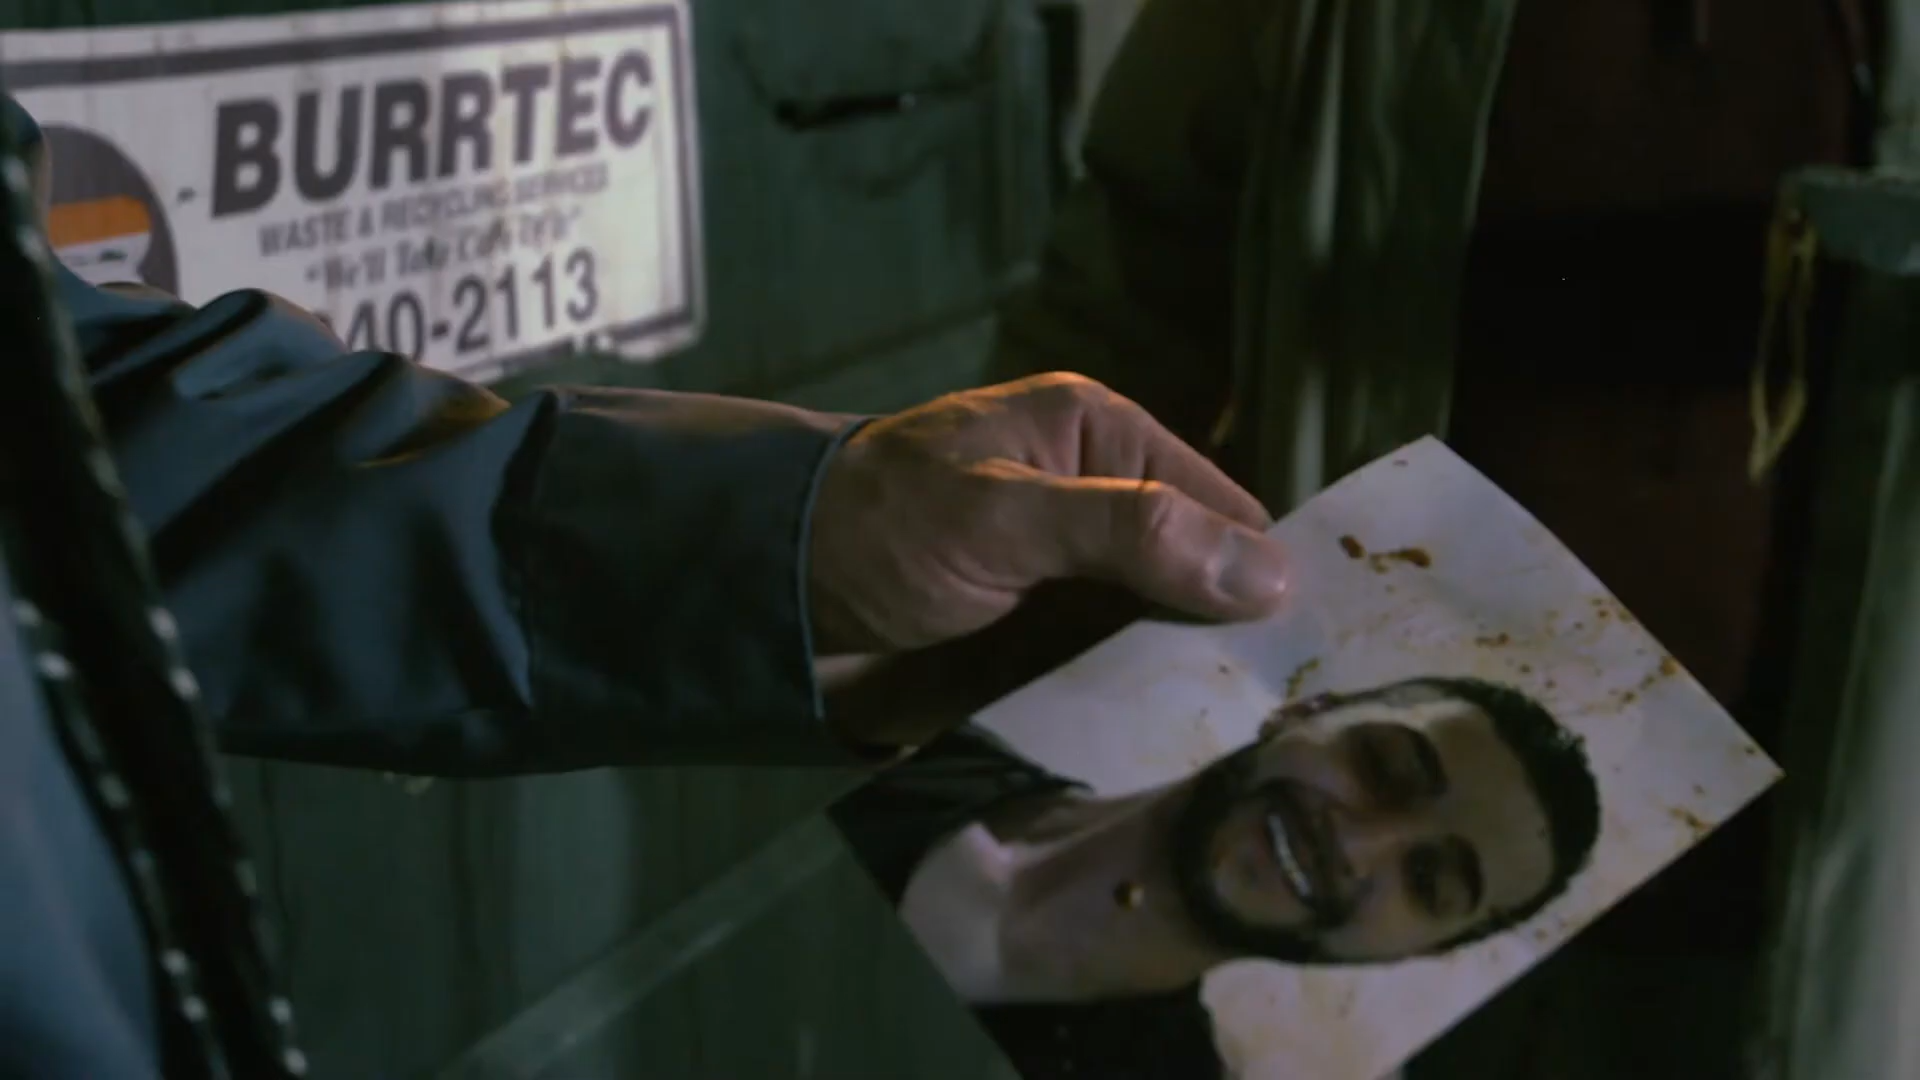 BURRTEC
WASTE & RECYCLING SERVICES
"We'll Take Care Of It"
40-2113